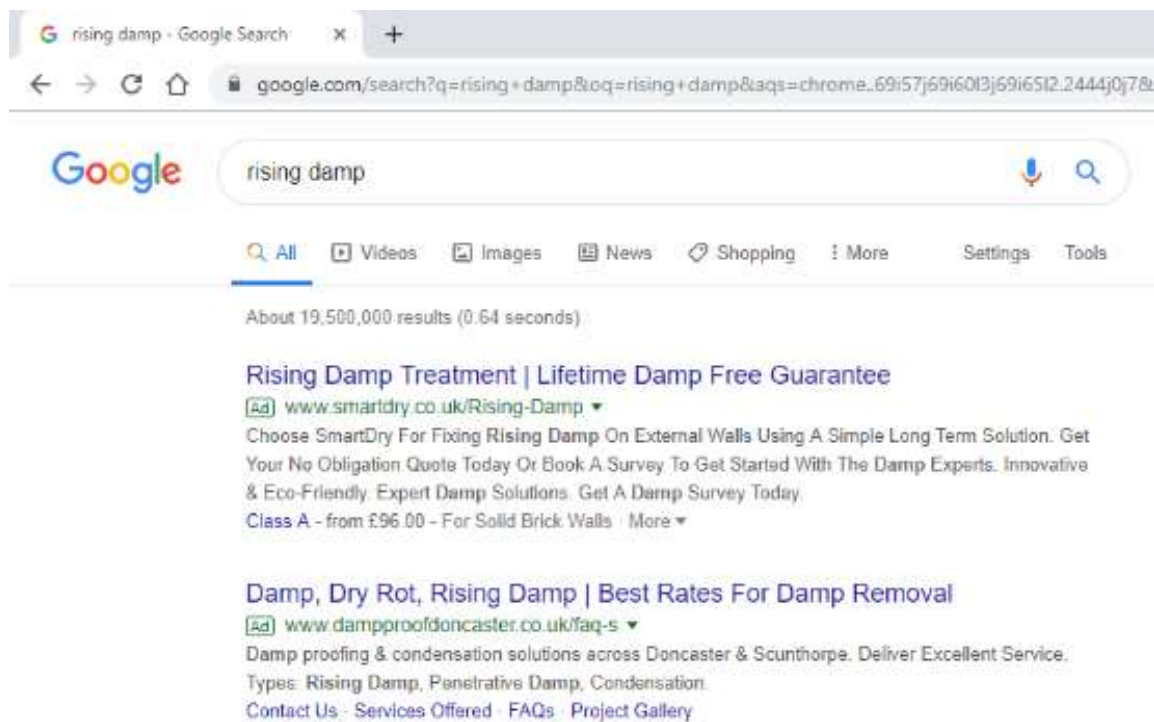 rising damp - Google Search
google.com/search?q=rising+damp&oq=rising+damp&aqs=chrome..69i57j69i60l3j69i65l2.2444j0j7&
Google
rising damp
All Videos Images News Shopping More Settings Tools
About 19,500,000 results (0.64 seconds)
Rising Damp Treatment | Lifetime Damp Free Guarantee
Ad www.smartdry.co.uk/Rising-Damp
Choose SmartDry For Fixing Rising Damp On External Walls Using A Simple Long Term Solution. Get
Your No Obligation Quote Today Or Book A Survey To Get Started With The Damp Experts. Innovative
& Eco-Friendly. Expert Damp Solutions. Get A Damp Survey Today.
Class A - from £96.00 - For Solid Brick Walls · More
Damp, Dry Rot, Rising Damp | Best Rates For Damp Removal
Ad www.dampproofdoncaster.co.uk/faq-s
Damp proofing & condensation solutions across Doncaster & Scunthorpe. Deliver Excellent Service.
Types: Rising Damp, Penetrative Damp, Condensation.
Contact Us · Services Offered · FAQs · Project Gallery